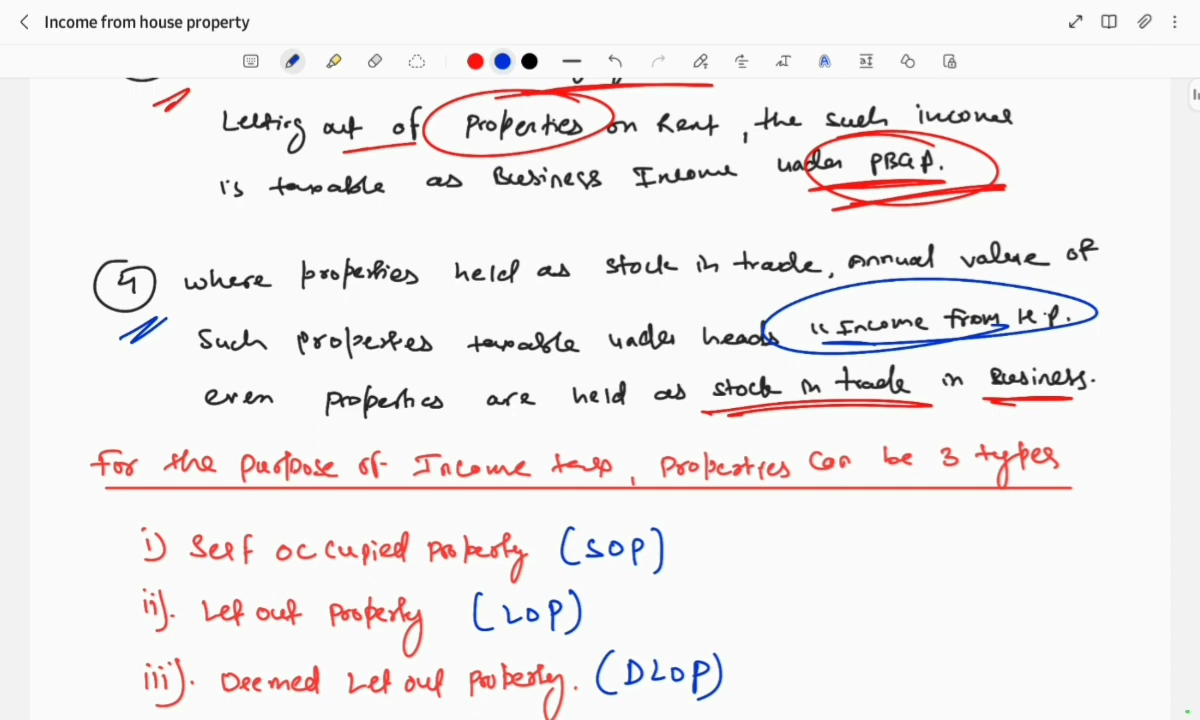 Income from house property
Letting out of Properties on Rent, the such income
is taxable as Business Income under PBGP.
4 where properties held as stock in trade, Annual value of
Such properties taxable under heads "Income from H.P.
even properties are held as stock in trade in Business.
For the purpose of Income tax, Properties can be 3 types
i) Self occupied property (SOP)
ii). Let out property (LOP)
iii). Deemed Let out property. (DLOP)